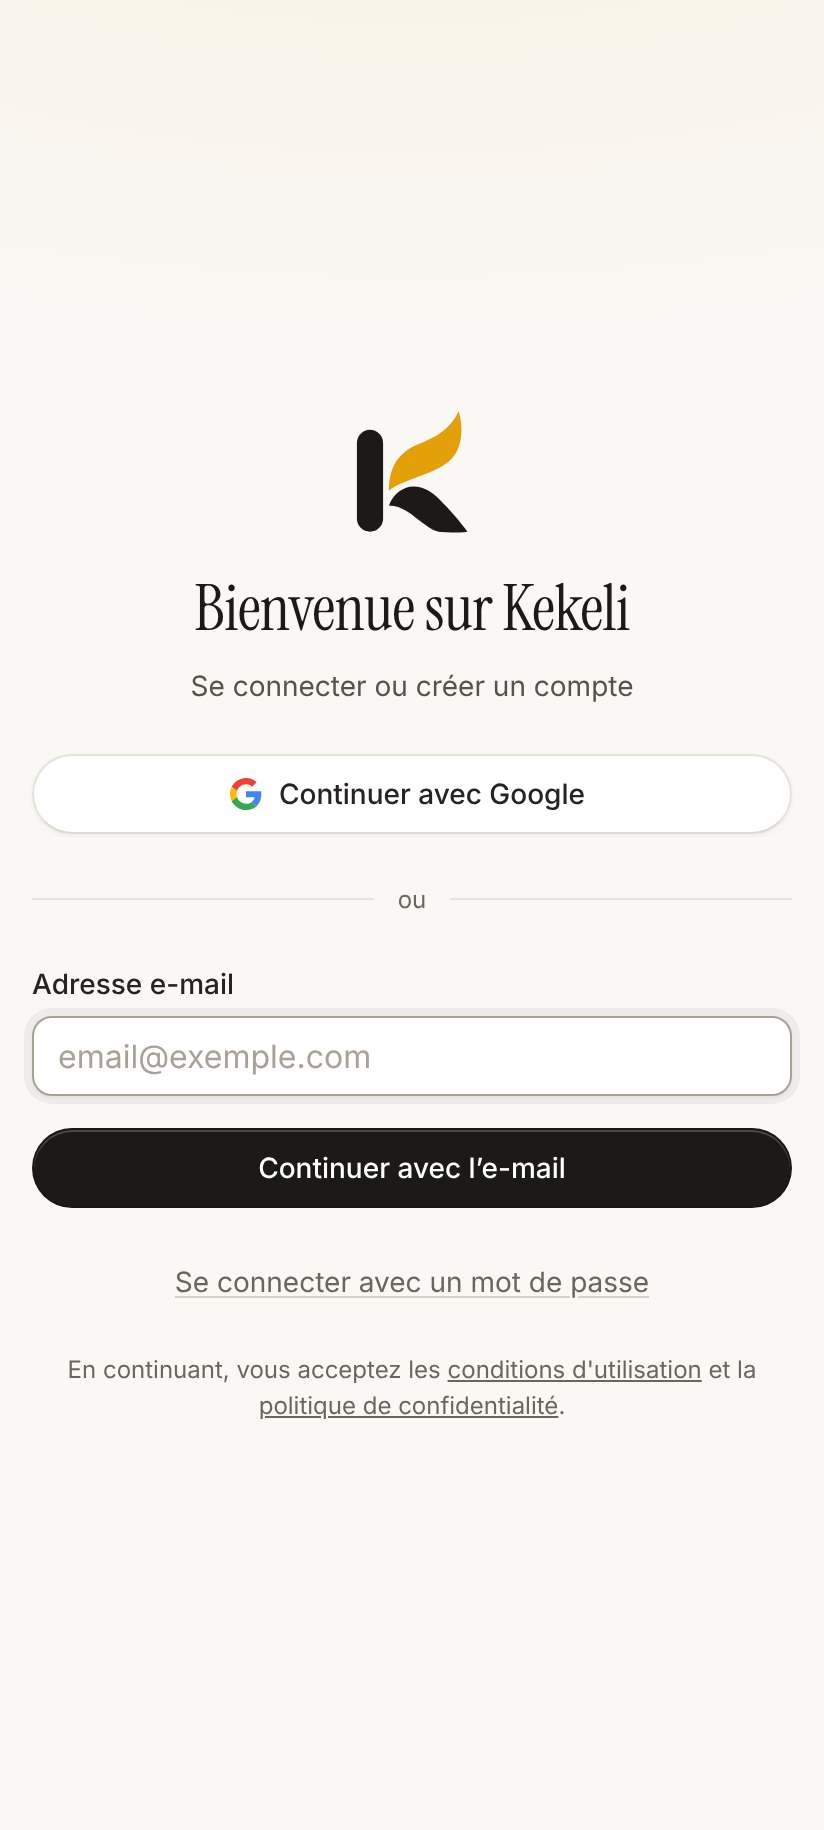 Bienvenue sur Kekeli
Se connecter ou créer un compte
Continuer avec Google
ou
Adresse e-mail
email@exemple.com
Continuer avec l’e-mail
Se connecter avec un mot de passe
En continuant, vous acceptez les conditions d'utilisation et la
politique de confidentialité.